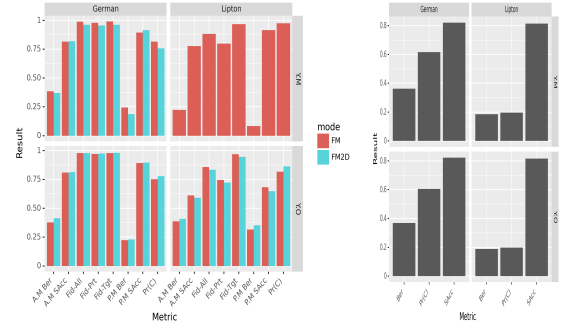 German Lipton
1
0.75
0.50
0.25
0
YM
1
0.75
0.50
0.25
0
YO
A.M Ber A.M SAcc Fid-All Fid-Prt Fid-Tgt P.M Ber P.M SAcc Pr(C) A.M Ber A.M SAcc Fid-All Fid-Prt Fid-Tgt P.M Ber P.M SAcc Pr(C)
Metric
Result
mode
FM
FM2D
German Lipton
0.8
0.6
0.4
0.2
0
YM
0.8
0.6
0.4
0.2
0
YO
Ber Pr(C) SAcc Ber Pr(C) SAcc
Metric
Result